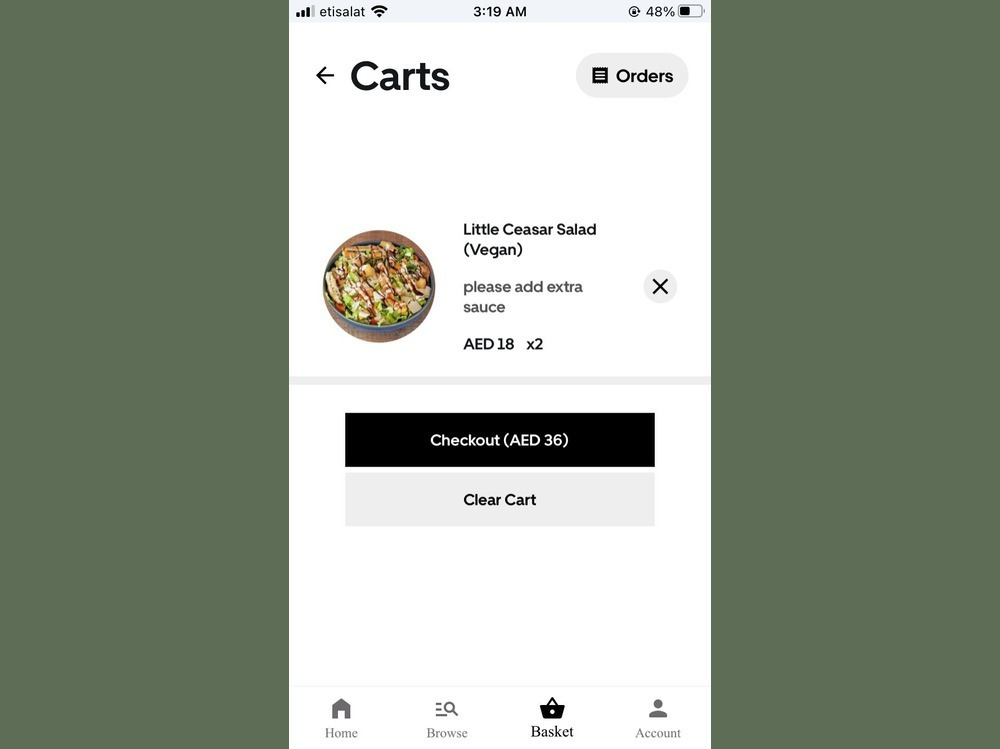 etisalat 3:19 AM 48%
Carts Orders
Little Ceasar Salad
(Vegan)
please add extra
sauce
AED 18 x2
Checkout (AED 36)
Clear Cart
Home Browse Basket Account